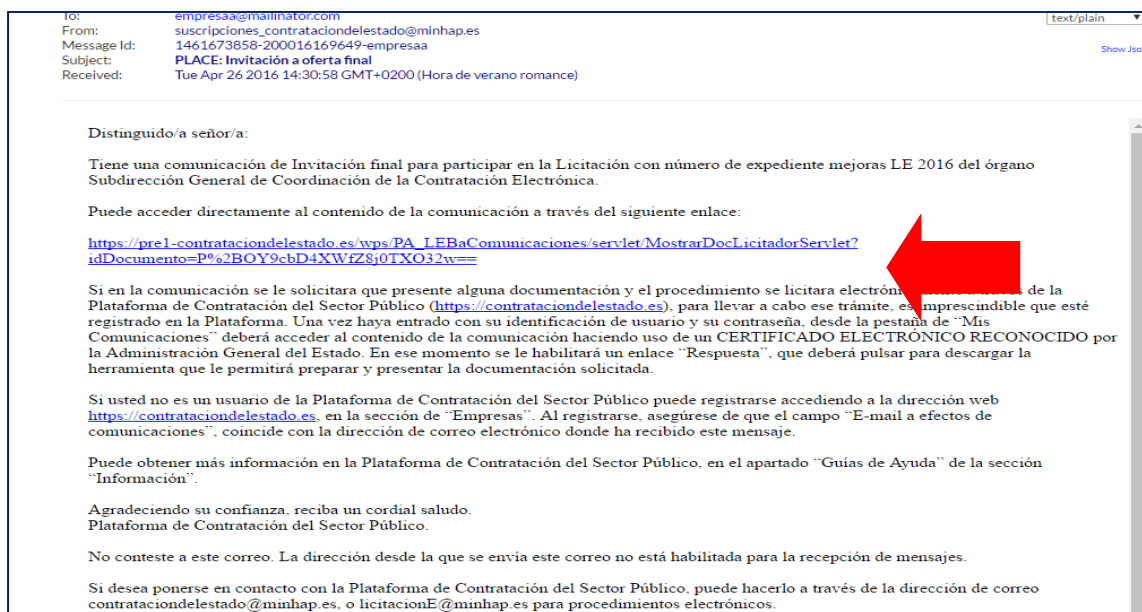 To: empresaa@mailinator.com
text/plain
From: suscripciones_contrataciondelestado@minhap.es
Message Id: 1461673858-200016169649-empresaa
Show Jso
Subject: PLACE: Invitación a oferta final
Received: Tue Apr 26 2016 14:30:58 GMT+0200 (Hora de verano romance)
Distinguido/a señor/a:
Tiene una comunicación de Invitación final para participar en la Licitación con número de expediente mejoras LE 2016 del órgano
Subdirección General de Coordinación de la Contratación Electrónica.
Puede acceder directamente al contenido de la comunicación a través del siguiente enlace:
https://pre1-contrataciondelestado.es/wps/PA_LEBaComunicaciones/servlet/MostrarDocLicitadorServlet?
idDocumento=P%2BOY9cbD4XWfZ8j0TXO32w==
Si en la comunicación se le solicitara que presente alguna documentación y el procedimiento se licitara de la
Plataforma de Contratación del Sector Público (https://contrataciondelestado.es), para llevar a cabo ese trámite, es imprescindible que esté
registrado en la Plataforma. Una vez haya entrado con su identificación de usuario y su contraseña, desde la pestaña de “Mis
Comunicaciones” deberá acceder al contenido de la comunicación haciendo uso de un CERTIFICADO ELECTRÓNICO RECONOCIDO por
la Administración General del Estado. En ese momento se le habilitará un enlace “Respuesta”, que deberá pulsar para descargar la
herramienta que le permitirá preparar y presentar la documentación solicitada.
Si usted no es un usuario de la Plataforma de Contratación del Sector Público puede registrarse accediendo a la dirección web
https://contrataciondelestado.es, en la sección de “Empresas”. Al registrarse, asegúrese de que el campo “E-mail a efectos de
comunicaciones”, coincide con la dirección de correo electrónico donde ha recibido este mensaje.
Puede obtener más información en la Plataforma de Contratación del Sector Público, en el apartado “Guías de Ayuda” de la sección
“Información”.
Agradeciendo su confianza, reciba un cordial saludo.
Plataforma de Contratación del Sector Público.
No conteste a este correo. La dirección desde la que se envía este correo no está habilitada para la recepción de mensajes.
Si desea ponerse en contacto con la Plataforma de Contratación del Sector Público, puede hacerlo a través de la dirección de correo
contrataciondelestado@minhap.es, o licitacionE@minhap.es para procedimientos electrónicos.